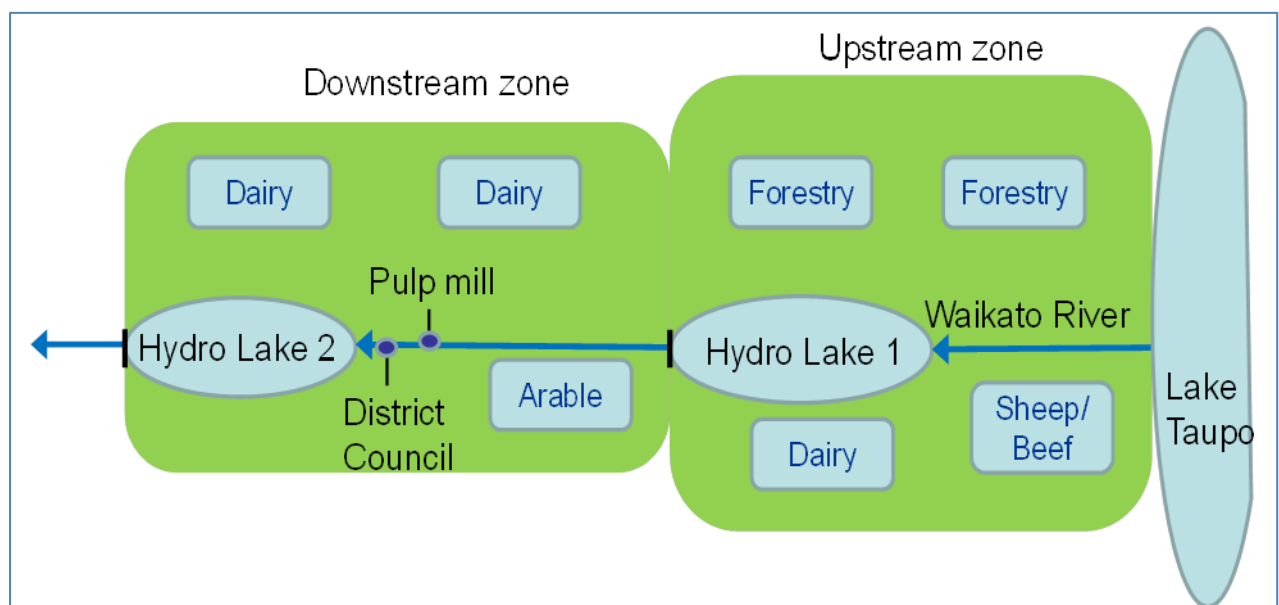 Upstream zone
Downstream zone
Dairy
Dairy
Forestry
Forestry
Pulp mill
Waikato River
Hydro Lake 2
Hydro Lake 1
Lake
Taupo
Arable
District
Council
Sheep/
Beef
Dairy